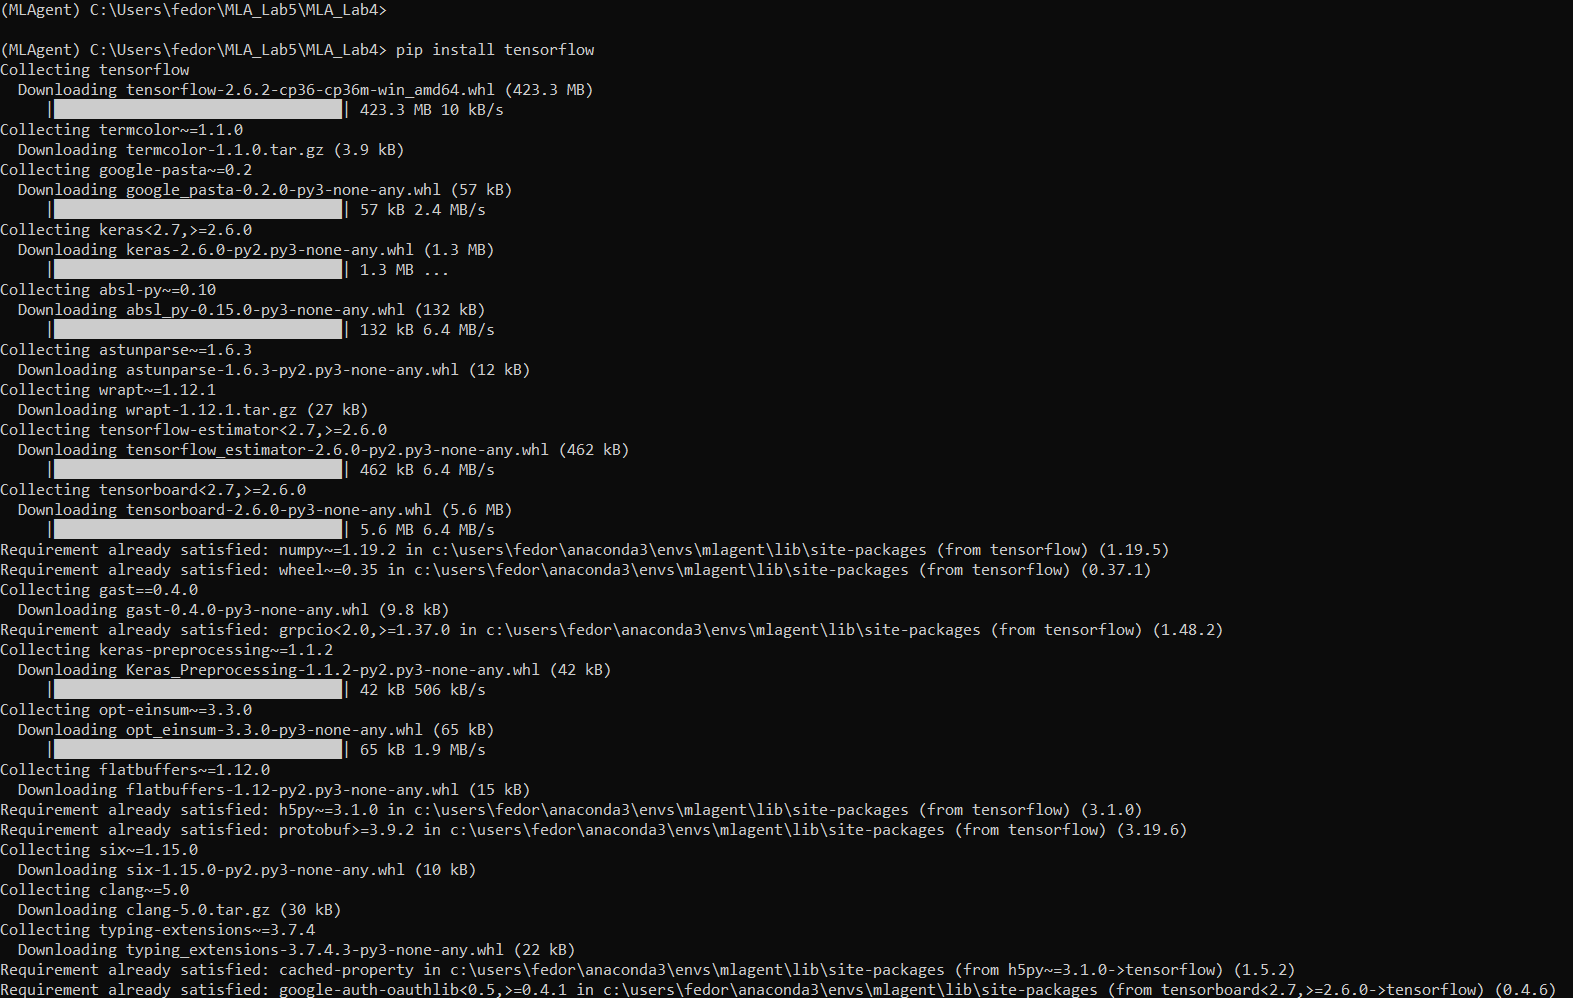 (MLAgent) C:\Users\fedor\MLA_Lab5\MLA_Lab4>
(MLAgent) C:\Users\fedor\MLA_Lab5\MLA_Lab4> pip install tensorflow
Collecting tensorflow
Downloading tensorflow-2.6.2-cp36-cp36m-win_amd64.whl (423.3 MB)
| | 423.3 MB 10 kB/s
Collecting termcolor~=1.1.0
Downloading termcolor-1.1.0.tar.gz (3.9 kB)
Collecting google-pasta~=0.2
Downloading google_pasta-0.2.0-py3-none-any.whl (57 kB)
| | 57 kB 2.4 MB/s
Collecting keras<2.7,>=2.6.0
Downloading keras-2.6.0-py2.py3-none-any.whl (1.3 MB)
| | 1.3 MB ...
Collecting absl-py~=0.10
Downloading absl_py-0.15.0-py3-none-any.whl (132 kB)
| | 132 kB 6.4 MB/s
Collecting astunparse~=1.6.3
Downloading astunparse-1.6.3-py2.py3-none-any.whl (12 kB)
Collecting wrapt~=1.12.1
Downloading wrapt-1.12.1.tar.gz (27 kB)
Collecting tensorflow-estimator<2.7,>=2.6.0
Downloading tensorflow_estimator-2.6.0-py2.py3-none-any.whl (462 kB)
| | 462 kB 6.4 MB/s
Collecting tensorboard<2.7,>=2.6.0
Downloading tensorboard-2.6.0-py3-none-any.whl (5.6 MB)
| | 5.6 MB 6.4 MB/s
Requirement already satisfied: numpy~=1.19.2 in c:\users\fedor\anaconda3\envs\mlagent\lib\site-packages (from tensorflow) (1.19.5)
Requirement already satisfied: wheel~=0.35 in c:\users\fedor\anaconda3\envs\mlagent\lib\site-packages (from tensorflow) (0.37.1)
Collecting gast==0.4.0
Downloading gast-0.4.0-py3-none-any.whl (9.8 kB)
Requirement already satisfied: grpcio<2.0,>=1.37.0 in c:\users\fedor\anaconda3\envs\mlagent\lib\site-packages (from tensorflow) (1.48.2)
Collecting keras-preprocessing~=1.1.2
Downloading Keras_Preprocessing-1.1.2-py2.py3-none-any.whl (42 kB)
| | 42 kB 506 kB/s
Collecting opt-einsum~=3.3.0
Downloading opt_einsum-3.3.0-py3-none-any.whl (65 kB)
| | 65 kB 1.9 MB/s
Collecting flatbuffers~=1.12.0
Downloading flatbuffers-1.12-py2.py3-none-any.whl (15 kB)
Requirement already satisfied: h5py~=3.1.0 in c:\users\fedor\anaconda3\envs\mlagent\lib\site-packages (from tensorflow) (3.1.0)
Requirement already satisfied: protobuf>=3.9.2 in c:\users\fedor\anaconda3\envs\mlagent\lib\site-packages (from tensorflow) (3.19.6)
Collecting six~=1.15.0
Downloading six-1.15.0-py2.py3-none-any.whl (10 kB)
Collecting clang~=5.0
Downloading clang-5.0.tar.gz (30 kB)
Collecting typing-extensions~=3.7.4
Downloading typing_extensions-3.7.4.3-py3-none-any.whl (22 kB)
Requirement already satisfied: cached-property in c:\users\fedor\anaconda3\envs\mlagent\lib\site-packages (from h5py~=3.1.0->tensorflow) (1.5.2)
Requirement already satisfied: google-auth-oauthlib<0.5,>=0.4.1 in c:\users\fedor\anaconda3\envs\mlagent\lib\site-packages (from tensorboard<2.7,>=2.6.0->tensorflow) (0.4.6)